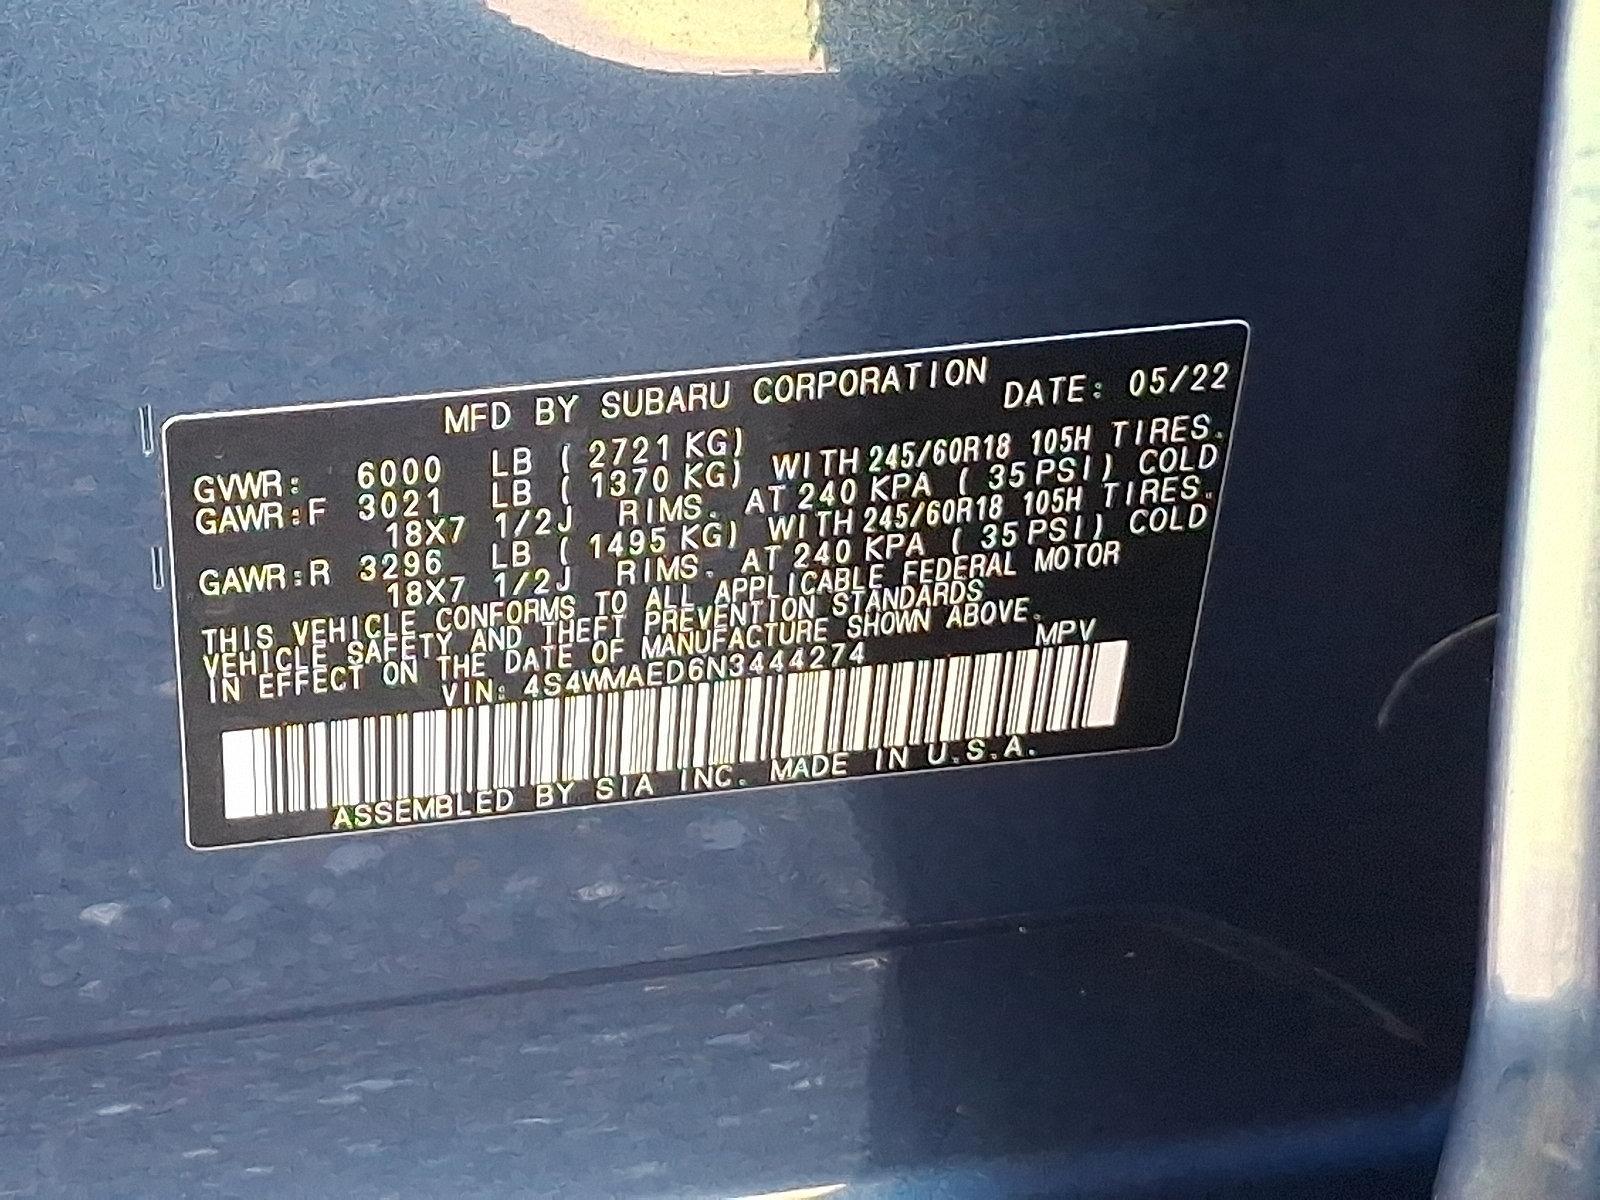 MFD BY SUBARU CORPORATION DATE: 05/22
GVWR: 6000 LB ( 2721 KG)
GAWR:F 3021 LB ( 1370 KG) WITH 245/60R18 105H TIRES.
18X7 1/2J RIMS. AT 240 KPA ( 35 PSI) COLD
GAWR:R 3296 LB ( 1495 KG) WITH 245/60R18 105H TIRES.
18X7 1/2J RIMS. AT 240 KPA ( 35 PSI) COLD
THIS VEHICLE CONFORMS TO ALL APPLICABLE FEDERAL MOTOR
VEHICLE SAFETY AND THEFT PREVENTION STANDARDS
IN EFFECT ON THE DATE OF MANUFACTURE SHOWN ABOVE.
VIN: 4S4WMAED6N3444274 MPV
ASSEMBLED BY SIA INC. MADE IN U.S.A.